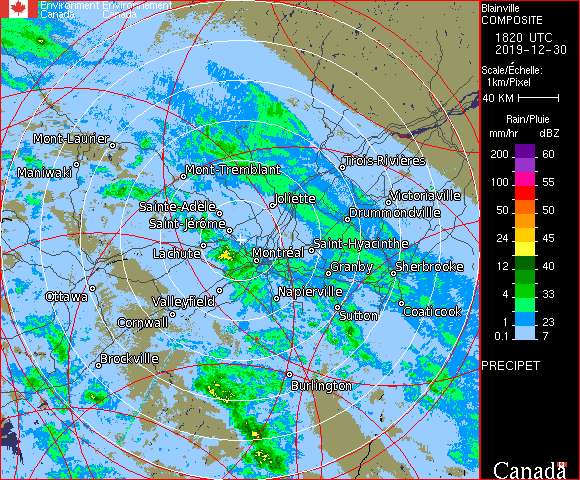 Environment Environnement
Canada Canada
Mont-Laurier
Maniwaki
Mont-Tremblant
Trois-Rivières
Sainte-Adèle
Joliette
Victoriaville
Drummondville
Saint-Jérôme
Lachute
Montréal
Saint-Hyacinthe
Granby
Sherbrooke
Ottawa
Valleyfield
Napierville
Cornwall
Sutton
Coaticook
Brockville
Burlington
Blainville
COMPOSITE
1820 UTC
2019-12-30
Scale/Échelle:
1km/Pixel
40 KM
Rain/Pluie
mm/hr dBZ
200 60
100 55
50 50
24 45
12 40
4 33
1 23
0.1 7
PRECIPET
Canada